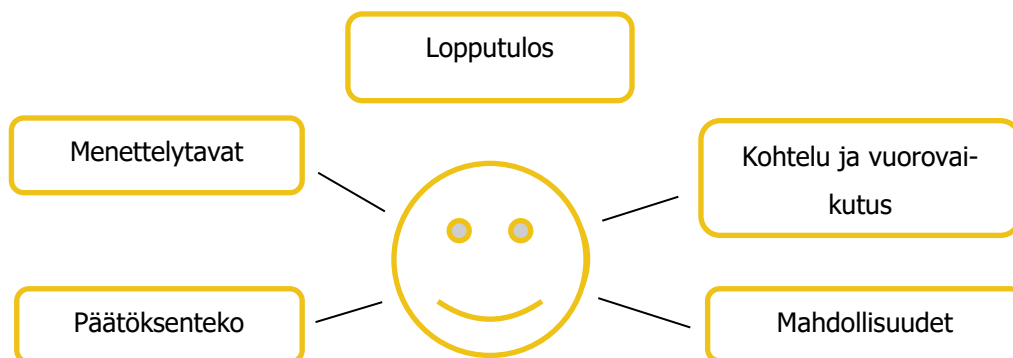 Lopputulos
Menettelytavat
Kohtelu ja vuorovai-
kutus
Päätöksenteko
Mahdollisuudet